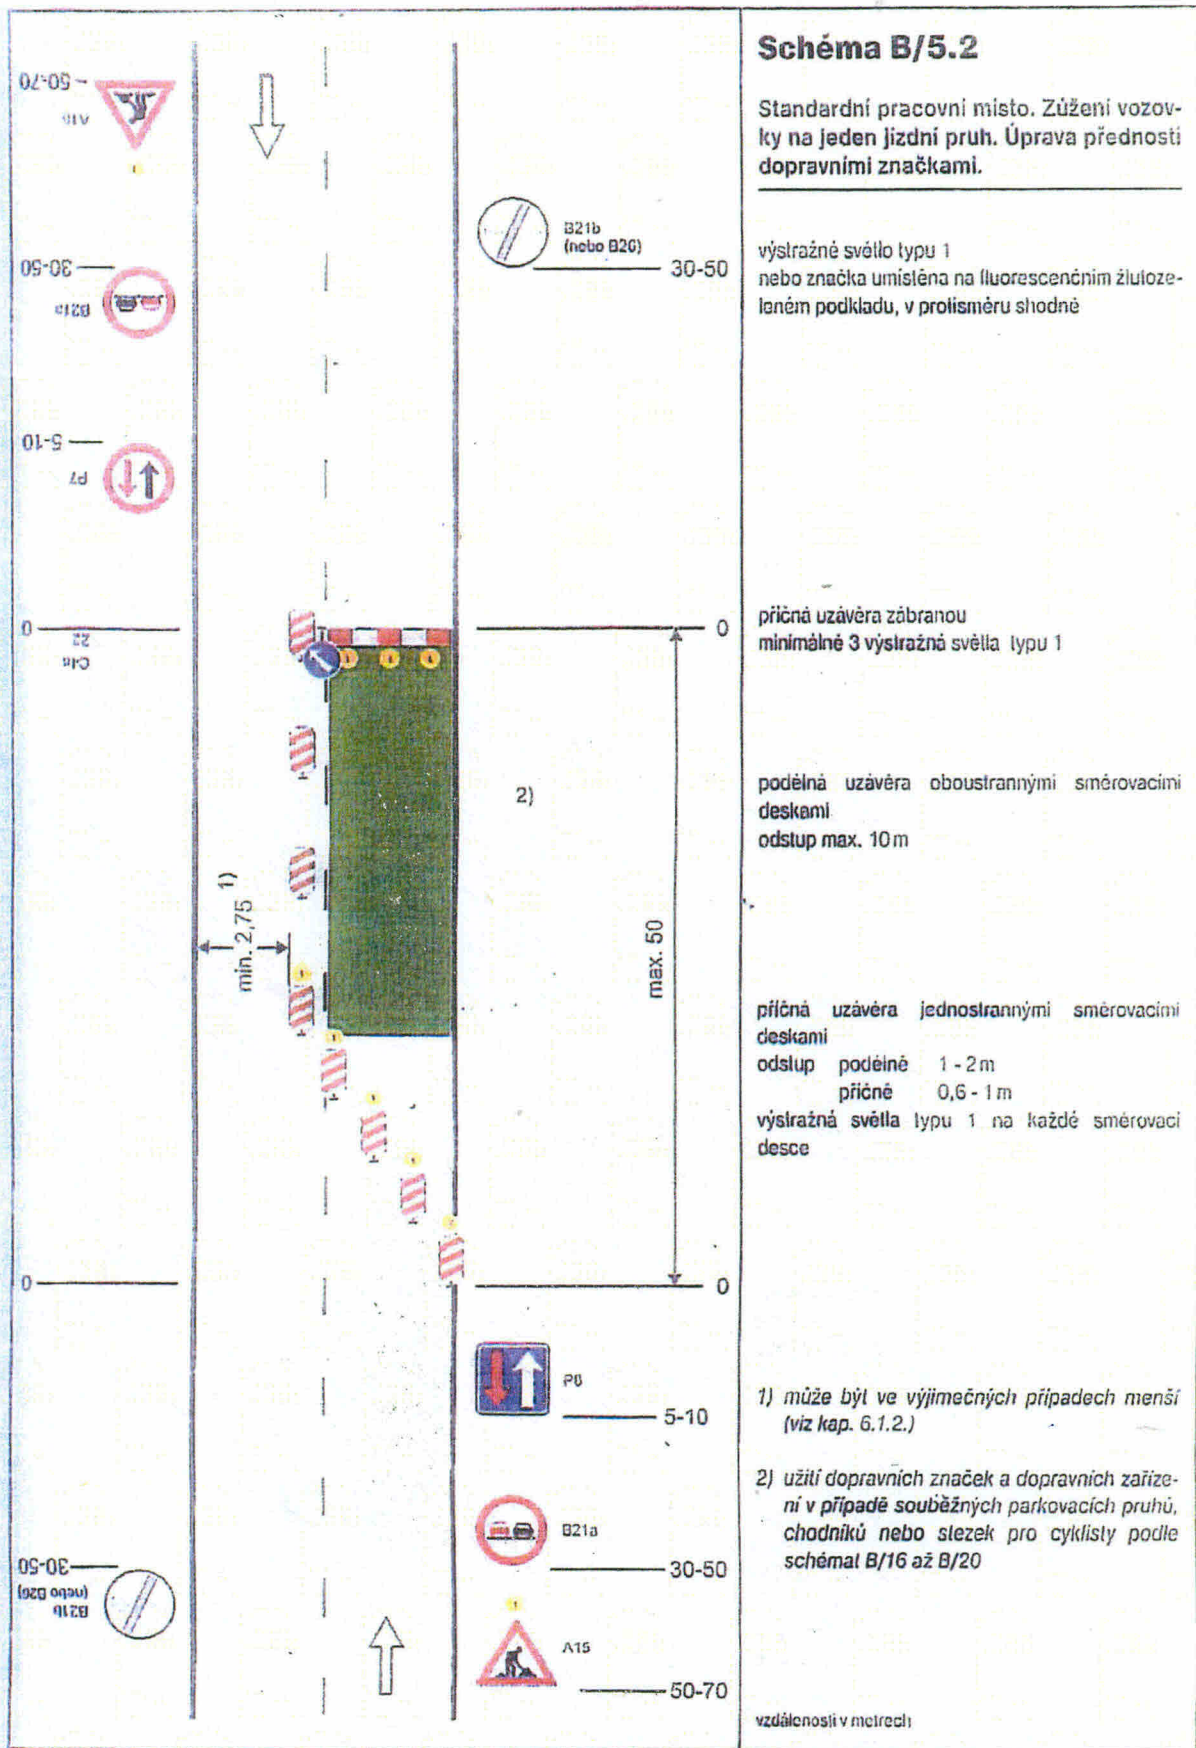 Schéma B/5.2
Standardní pracovní místo. Zúžení vozov-
ky na jeden jízdní pruh. Úprava přednosti
dopravními značkami.
výstražné světlo typu 1
nebo značka umístěna na fluorescenčním žlutoze-
leném podkladu, v protisměru shodně
příčná uzávěra zábranou
minimálně 3 výstražná světla typu 1
podélná uzávěra oboustrannými směrovacími
deskami
odstup max. 10 m
příčná uzávěra jednostrannými směrovacími
deskami
odstup podélně 1 - 2 m
příčně 0,6 - 1 m
výstražná světla typu 1 na každé směrovací
desce
1) může být ve výjimečných případech menší
(viz kap. 6.1.2.)
2) užití dopravních značek a dopravních zaříze-
ní v případě souběžných parkovacích pruhů,
chodníků nebo stezek pro cyklisty podle
schémat B/16 až B/20
vzdálenosti v metrech
50-70
A15
30-50
B21a
5-10
P7
0
C4a
0
30-50
B21b
(nebo B26)
B21b
(nebo B26)
30-50
0
2)
min. 2,75 1)
max. 50
0
P8
5-10
B21a
30-50
1
A15
50-70